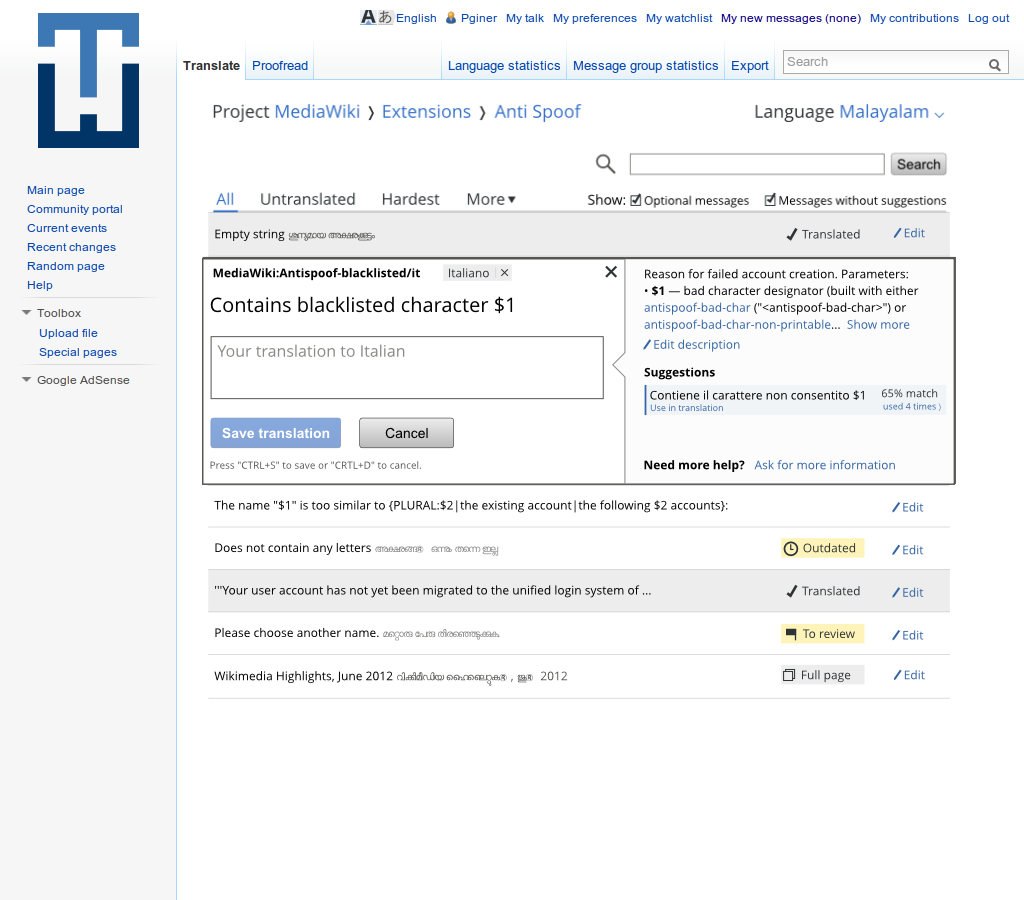 English Pginer My talk My preferences My watchlist My new messages (none) My contributions Log out
Translate Proofread Language statistics Message group statistics Export Search
Project MediaWiki ❭ Extensions ❭ Anti Spoof Language Malayalam
Search
Main page
Community portal
Current events
Recent changes
Random page
Help
Toolbox
Upload file
Special pages
Google AdSense
All Untranslated Hardest More ▾ Show: Optional messages Messages without suggestions
Empty string ശൂന്യമായ അക്ഷരക്കൂട്ടം Translated Edit
MediaWiki:Antispoof-blacklisted/it Italiano ×
Contains blacklisted character $1
Your translation to Italian
Save translation Cancel
Press "CTRL+S" to save or "CRTL+D" to cancel.
Reason for failed account creation. Parameters:
• $1 — bad character designator (built with either
antispoof-bad-char ("<antispoof-bad-char>") or
antispoof-bad-char-non-printable... Show more
Edit description
Suggestions
Contiene il carattere non consentito $1 65% match
Use in translation used 4 times )
Need more help? Ask for more information
The name "$1" is too similar to {PLURAL:$2|the existing account|the following $2 accounts}: Edit
Does not contain any letters അക്ഷരങ്ങൾ ഒന്നും തന്നെ ഇല്ല Outdated Edit
'''Your user account has not yet been migrated to the unified login system of ... Translated Edit
Please choose another name. മറ്റൊരു പേരു തിരഞ്ഞെടുക്കുക. To review Edit
Wikimedia Highlights, June 2012 വിക്കിമീഡിയ , 2012 Full page Edit